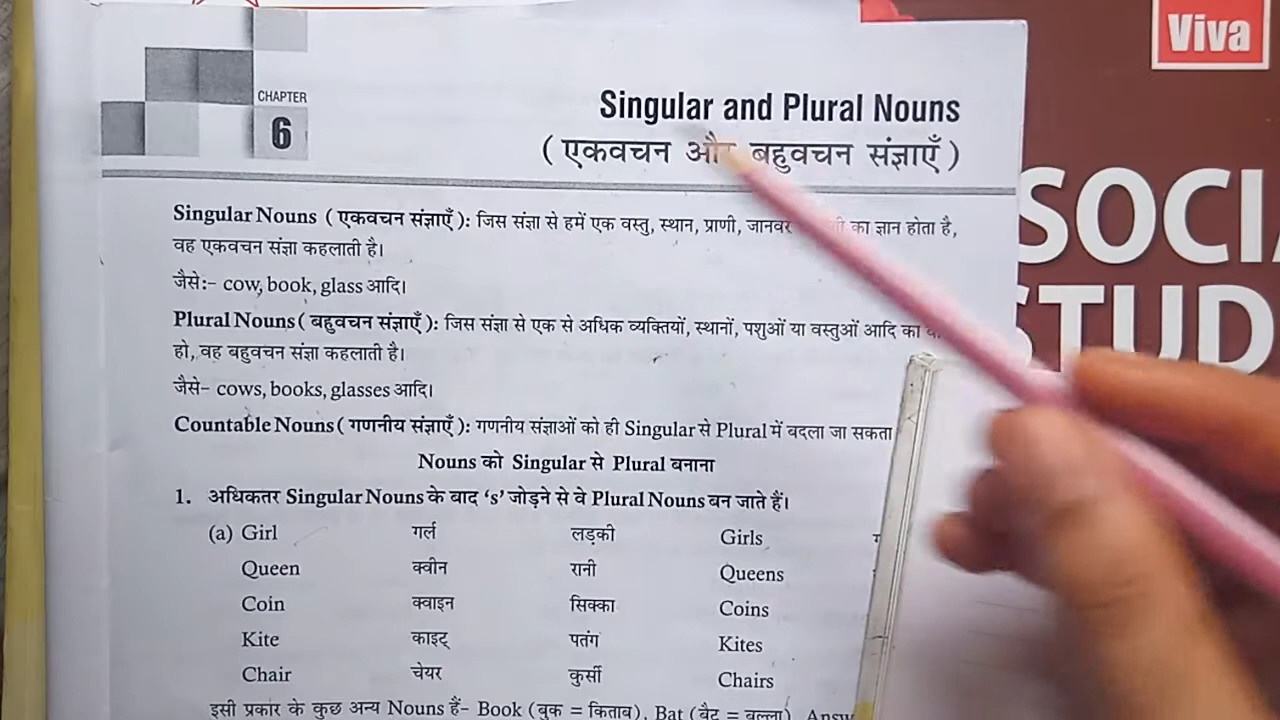 Viva
SOCI
STUD
CHAPTER
6
Singular and Plural Nouns
( एकवचन और बहुवचन संज्ञाएँ )
Singular Nouns ( एकवचन संज्ञाएँ ): जिस संज्ञा से हमें एक वस्तु, स्थान, प्राणी, जानवर का ज्ञान होता है,
वह एकवचन संज्ञा कहलाती है।
जैसे:- cow, book, glass आदि।
Plural Nouns ( बहुवचन संज्ञाएँ ): जिस संज्ञा से एक से अधिक व्यक्तियों, स्थानों, पशुओं या वस्तुओं आदि का
हो, वह बहुवचन संज्ञा कहलाती है।
जैसे- cows, books, glasses आदि।
Countable Nouns ( गणनीय संज्ञाएँ ): गणनीय संज्ञाओं को ही Singular से Plural में बदला जा सकता
Nouns को Singular से Plural बनाना
1. अधिकतर Singular Nouns के बाद ‘s’ जोड़ने से वे Plural Nouns बन जाते हैं।
(a) Girl गर्ल लड़की Girls
Queen क्वीन रानी Queens
Coin क्वाइन सिक्का Coins
Kite काइट् पतंग Kites
Chair चेयर कुर्सी Chairs
इसी प्रकार के कुछ अन्य Nouns हैं- Book (बुक = किताब), Bat (बैट = बल्ला)